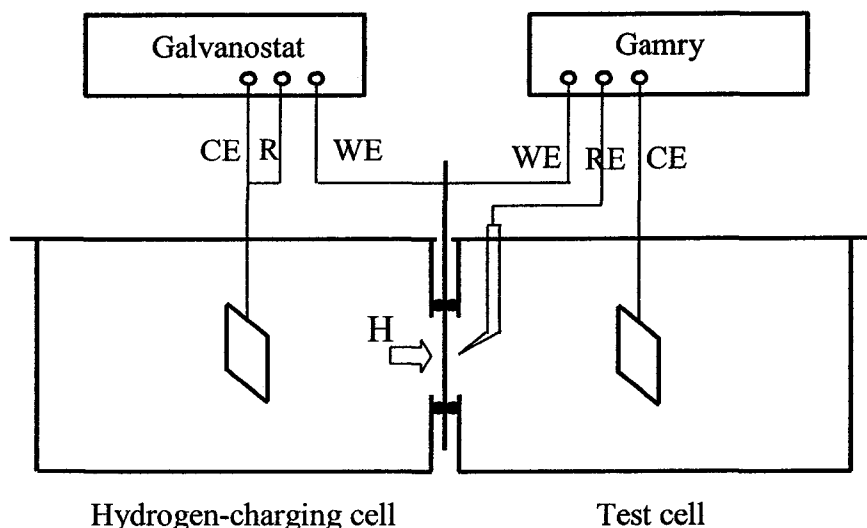 Galvanostat
Gamry
CE R WE
WE RE CE
H
Hydrogen-charging cell
Test cell